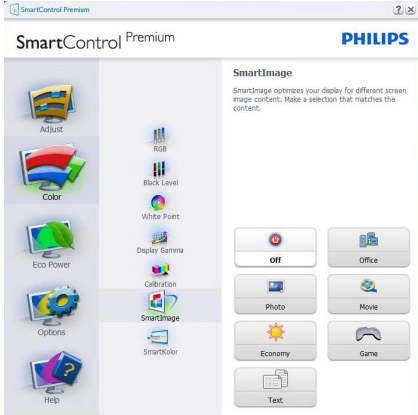 SmartControl Premium
SmartControl Premium
PHILIPS
Adjust
Color
Eco Power
Options
Help
RGB
Black Level
White Point
Display Gamma
Calibration
SmartImage
SmartKolor
SmartImage
SmartImage optimizes your display for different screen
image content. Make a selection that matches the
content.
Off
Office
Photo
Movie
Economy
Game
Text